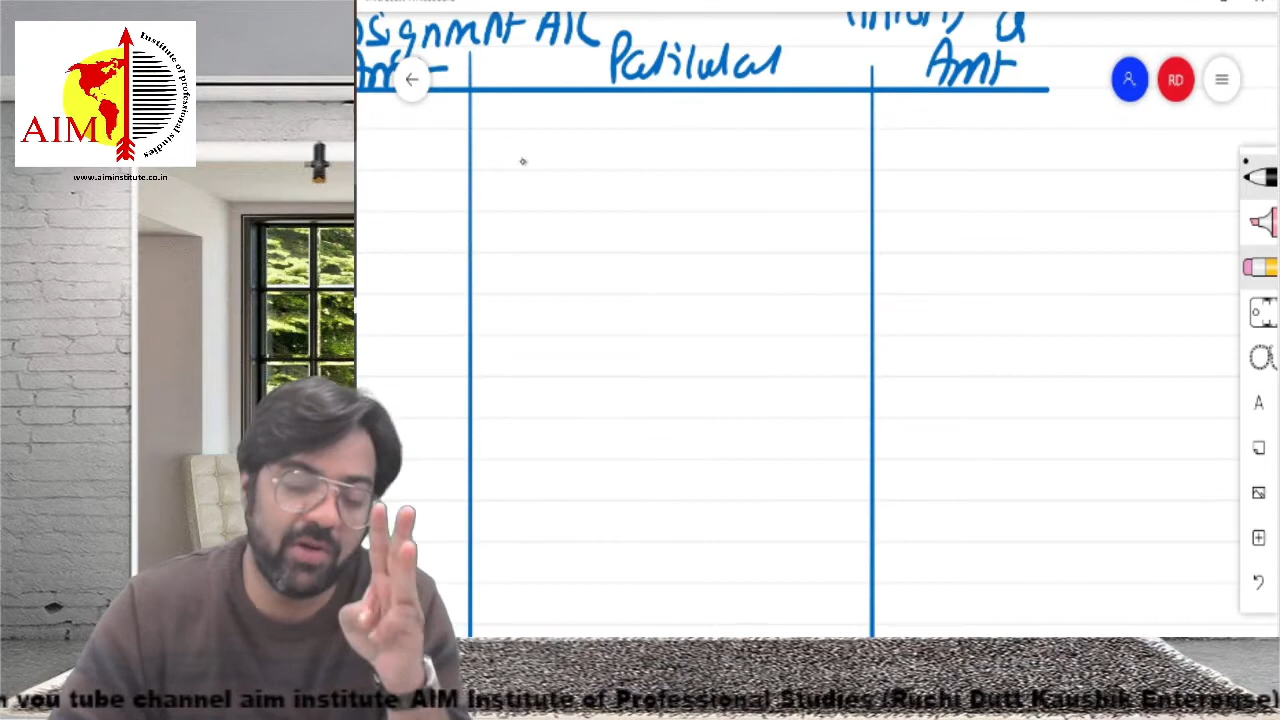 Institute of professional studies
AIM
www.aiminstitute.co.in
signment A/C
Amt
Amt
RD
A
you tube channel aim institute AIM Institute of Professional Studies (Ruchi Dutt Kaushik Enterprise)